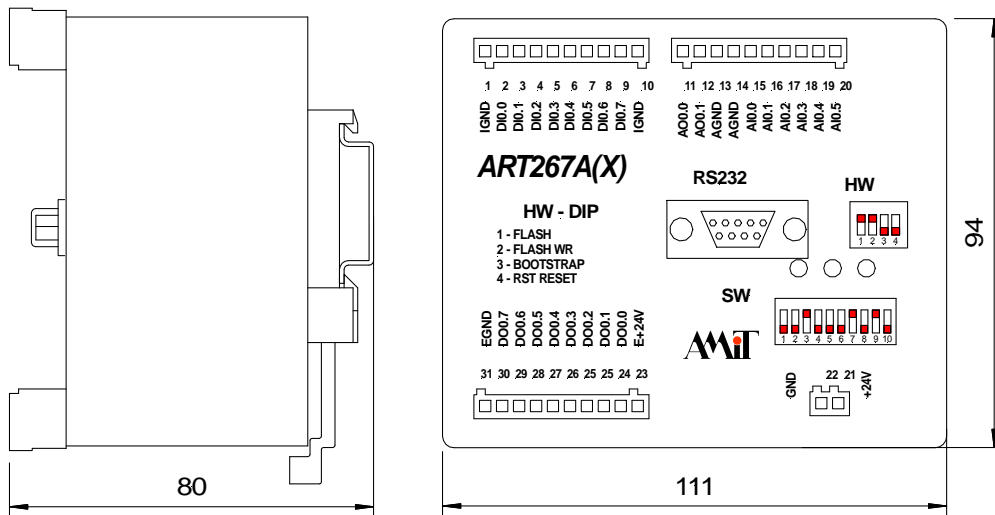 1 2 3 4 5 6 7 8 9 10
IGND DI0.0 DI0.1 DI0.2 DI0.3 DI0.4 DI0.5 DI0.6 DI0.7 IGND
11 12 13 14 15 16 17 18 19 20
AO0.0 AO0.1 AGND AGND AI0.0 AI0.1 AI0.2 AI0.3 AI0.4 AI0.5
ART267A(X)
RS232
HW
1 2 3 4
HW - DIP
1 - FLASH
2 - FLASH WR
3 - BOOTSTRAP
4 - RST RESET
SW
1 2 3 4 5 6 7 8 9 10
AMiT
EGND DO0.7 DO0.6 DO0.5 DO0.4 DO0.3 DO0.2 DO0.1 DO0.0 E+24V
31 30 29 28 27 26 25 25 24 23
GND 22 21 +24V
94
80
111